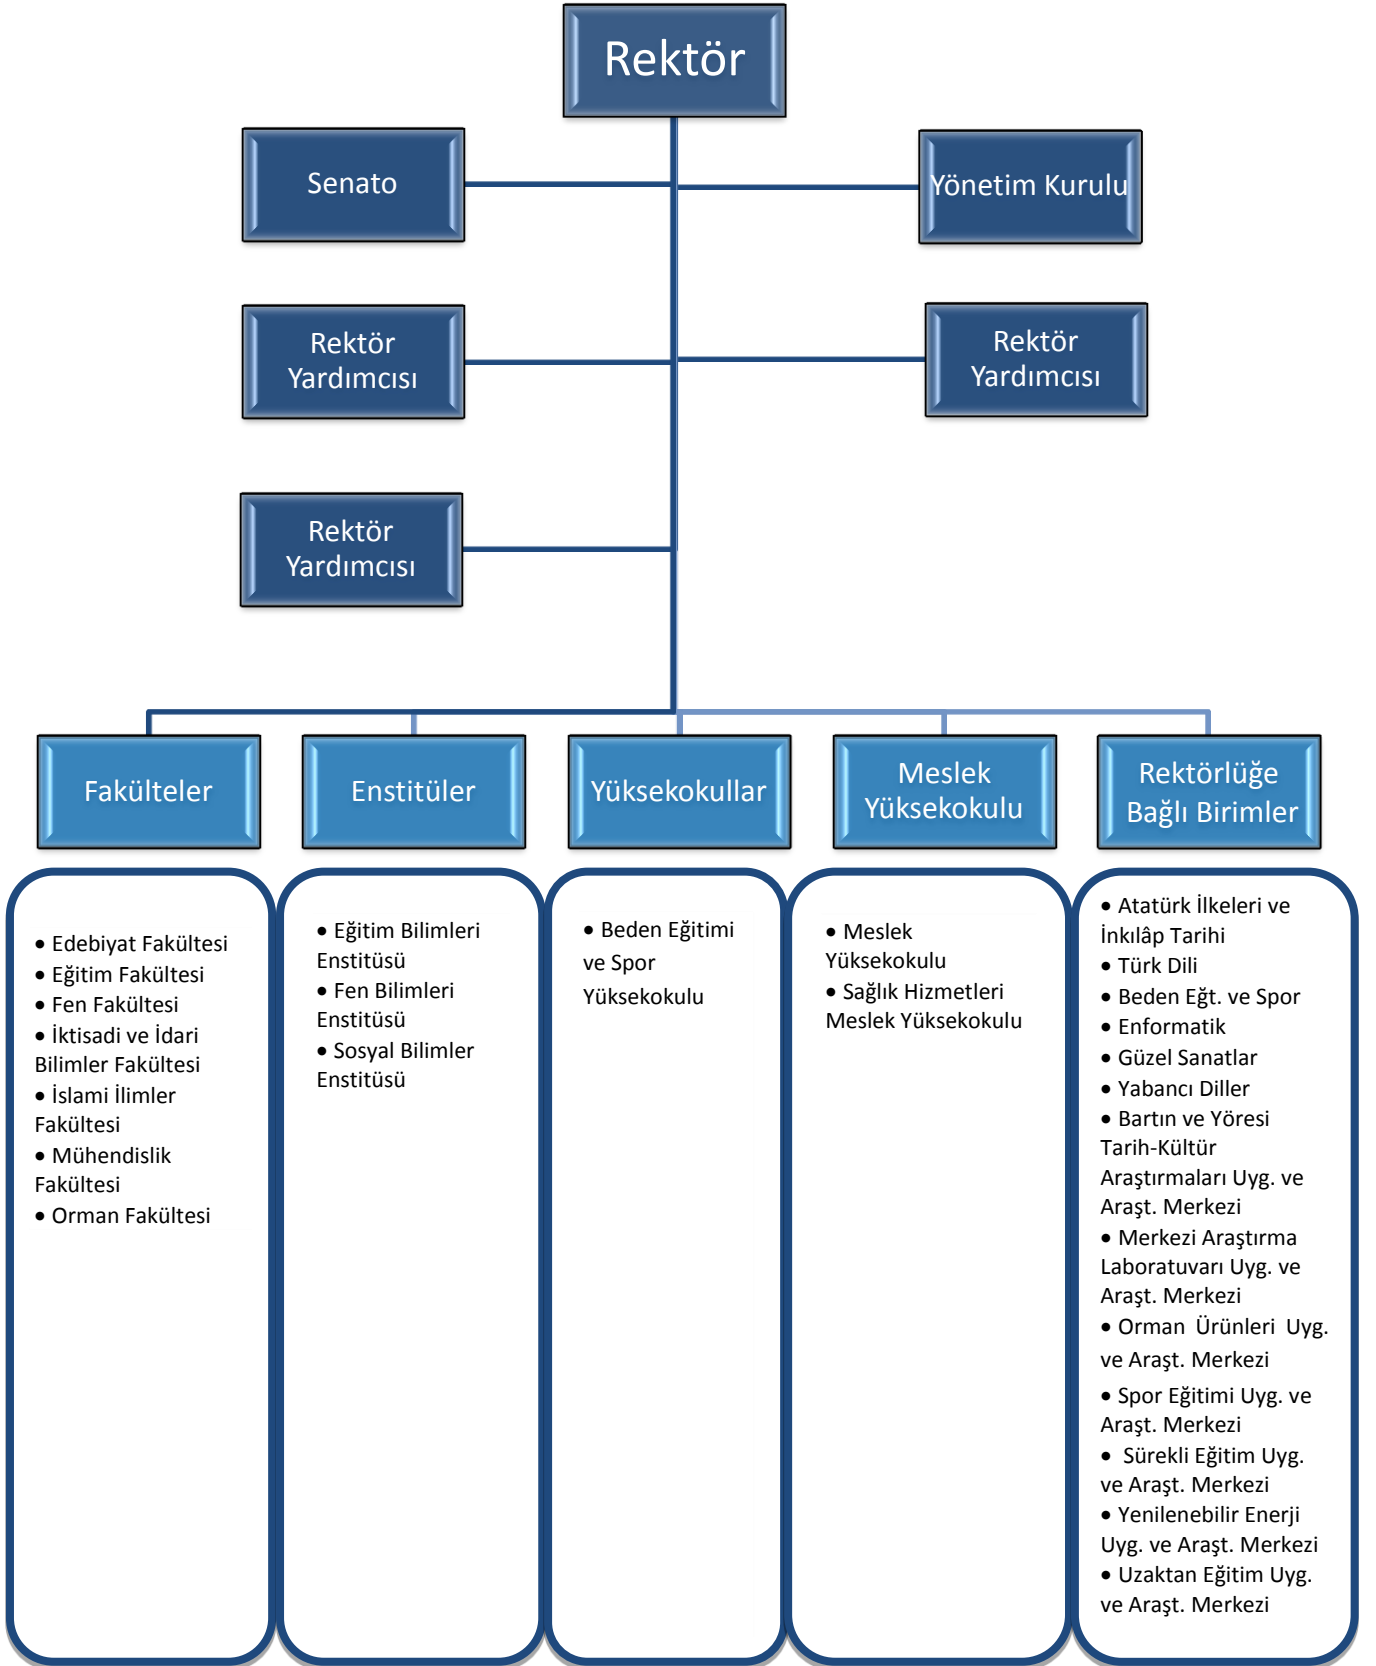 Rektör
Senato
Yönetim Kurulu
Rektör
Yardımcısı
Rektör
Yardımcısı
Rektör
Yardımcısı
Fakülteler
Enstitüler
Yüksekokullar
Meslek
Yüksekokulu
Rektörlüğe
Bağlı Birimler
• Edebiyat Fakültesi
• Eğitim Fakültesi
• Fen Fakültesi
• İktisadi ve İdari
Bilimler Fakültesi
• İslami İlimler
Fakültesi
• Mühendislik
Fakültesi
• Orman Fakültesi
• Eğitim Bilimleri
Enstitüsü
• Fen Bilimleri
Enstitüsü
• Sosyal Bilimler
Enstitüsü
• Beden Eğitimi
ve Spor
Yüksekokulu
• Meslek
Yüksekokulu
• Sağlık Hizmetleri
Meslek Yüksekokulu
• Atatürk İlkeleri ve
İnkılâp Tarihi
• Türk Dili
• Beden Eğt. ve Spor
• Enformatik
• Güzel Sanatlar
• Yabancı Diller
• Bartın ve Yöresi
Tarih-Kültür
Araştırmaları Uyg. ve
Araşt. Merkezi
• Merkezi Araştırma
Laboratuvarı Uyg. ve
Araşt. Merkezi
• Orman Ürünleri Uyg.
ve Araşt. Merkezi
• Spor Eğitimi Uyg. ve
Araşt. Merkezi
• Sürekli Eğitim Uyg.
ve Araşt. Merkezi
• Yenilenebilir Enerji
Uyg. ve Araşt. Merkezi
• Uzaktan Eğitim Uyg.
ve Araşt. Merkezi